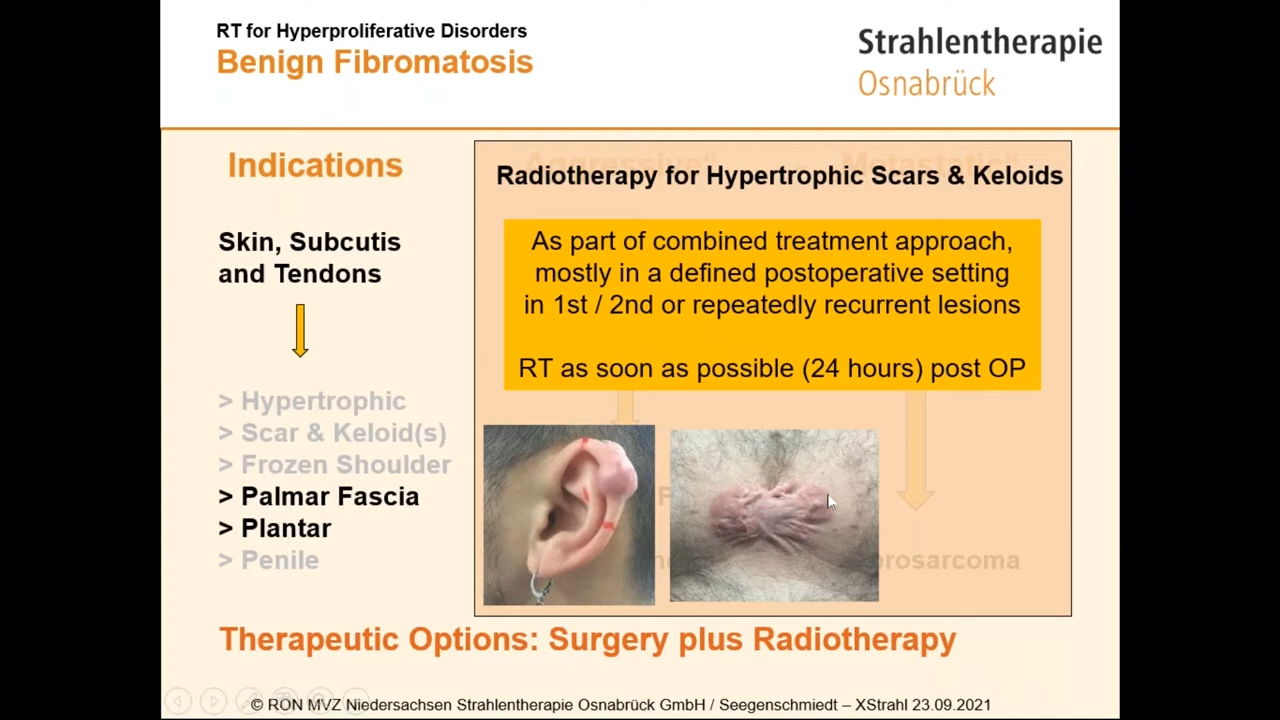 RT for Hyperproliferative Disorders
Benign Fibromatosis
Strahlentherapie
Osnabrück
Indications
Skin, Subcutis
and Tendons
> Hypertrophic
> Scar & Keloid(s)
> Frozen Shoulder
> Palmar Fascia
> Plantar
> Penile
Aggressive"
Metastatic"
Radiotherapy for Hypertrophic Scars & Keloids
As part of combined treatment approach,
mostly in a defined postoperative setting
in 1st / 2nd or repeatedly recurrent lesions
RT as soon as possible (24 hours) post OP
Therapeutic Options: Surgery plus Radiotherapy
© RON MVZ Niedersachsen Strahlentherapie Osnabrück GmbH / Seegenschmiedt – XStrahl 23.09.2021